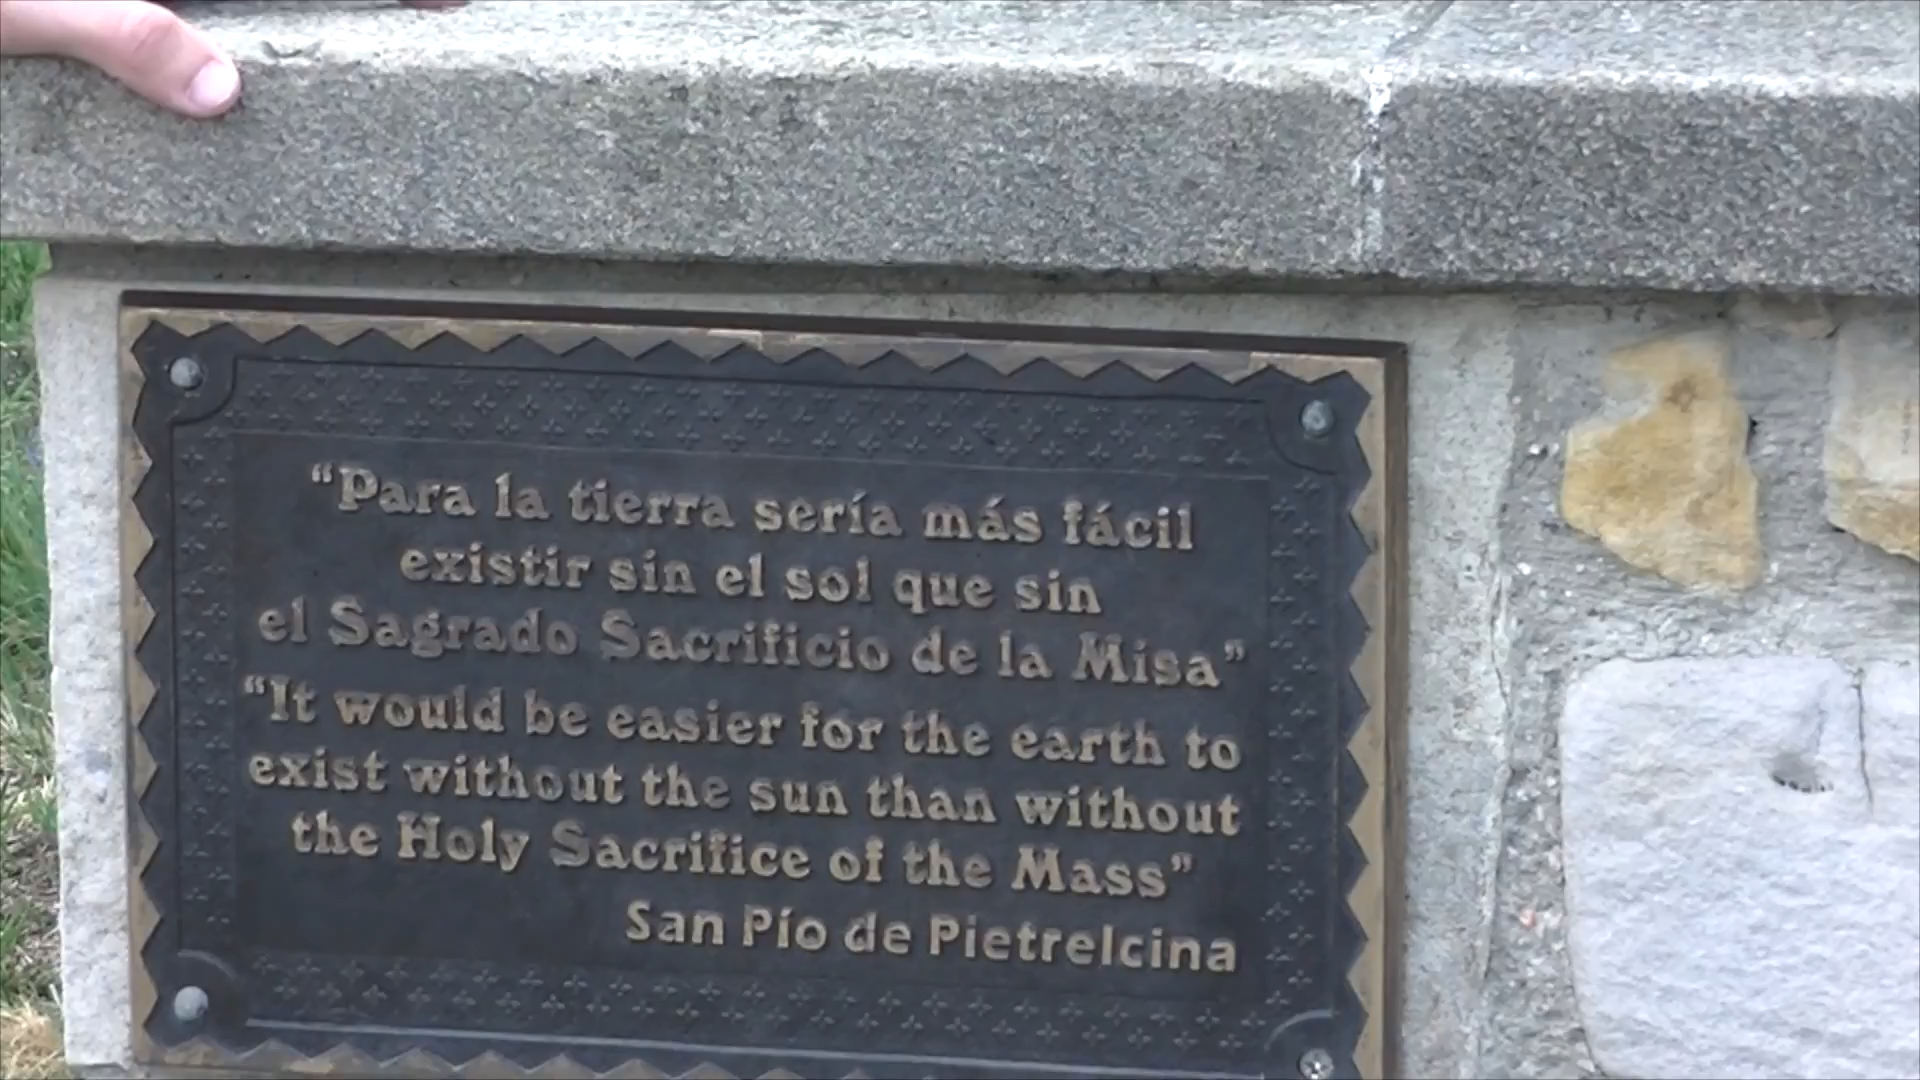 “Para la tierra sería más fácil
existir sin el sol que sin
el Sagrado Sacrificio de la Misa”
“It would be easier for the earth to
exist without the sun than without
the Holy Sacrifice of the Mass”
San Pío de Pietrelcina